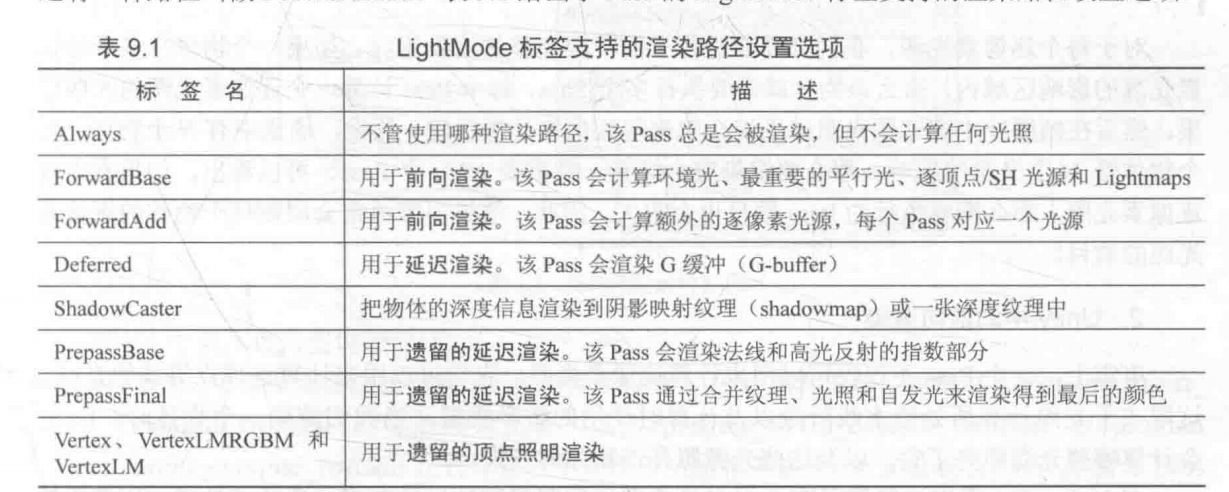 表 9.1 LightMode 标签支持的渲染路径设置选项
标 签 名 描 述
Always 不管使用哪种渲染路径，该 Pass 总是会被渲染，但不会计算任何光照
ForwardBase 用于前向渲染。该 Pass 会计算环境光、最重要的平行光、逐顶点/SH 光源和 Lightmaps
ForwardAdd 用于前向渲染。该 Pass 会计算额外的逐像素光源，每个 Pass 对应一个光源
Deferred 用于延迟渲染。该 Pass 会渲染 G 缓冲（G-buffer）
ShadowCaster 把物体的深度信息渲染到阴影映射纹理（shadowmap）或一张深度纹理中
PrepassBase 用于遗留的延迟渲染。该 Pass 会渲染法线和高光反射的指数部分
PrepassFinal 用于遗留的延迟渲染。该 Pass 通过合并纹理、光照和自发光来渲染得到最后的颜色
Vertex、VertexLMRGBM 和
VertexLM 用于遗留的顶点照明渲染